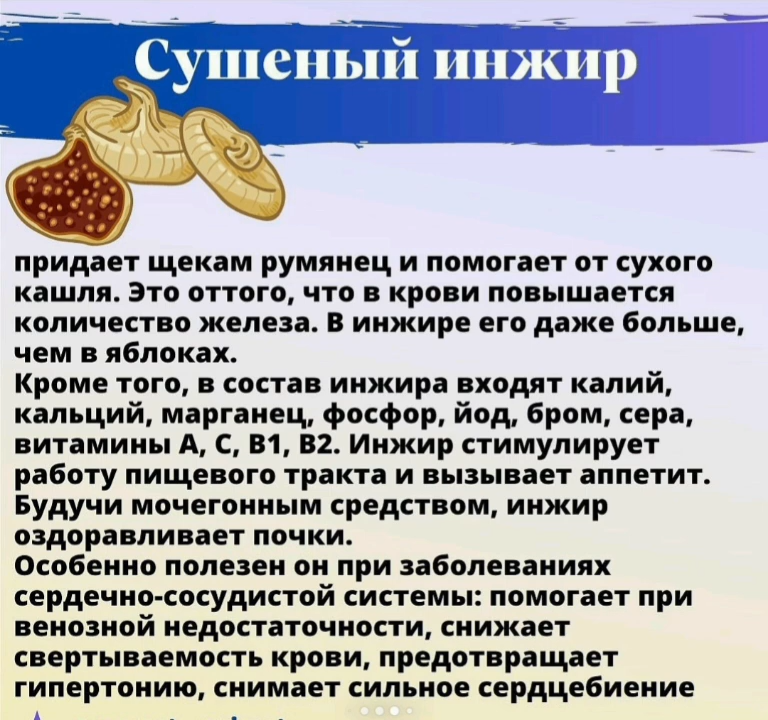 Сушеный инжир
придает щекам румянец и помогает от сухого
кашля. Это оттого, что в крови повышается
количество железа. В инжире его даже больше,
чем в яблоках.
Кроме того, в состав инжира входят калий,
кальций, марганец, фосфор, йод, бром, сера,
витамины А, С, В1, В2. Инжир стимулирует
работу пищевого тракта и вызывает аппетит.
Будучи мочегонным средством, инжир
оздоравливает почки.
Особенно полезен он при заболеваниях
сердечно-сосудистой системы: помогает при
венозной недостаточности, снижает
свертываемость крови, предотвращает
гипертонию, снимает сильное сердцебиение